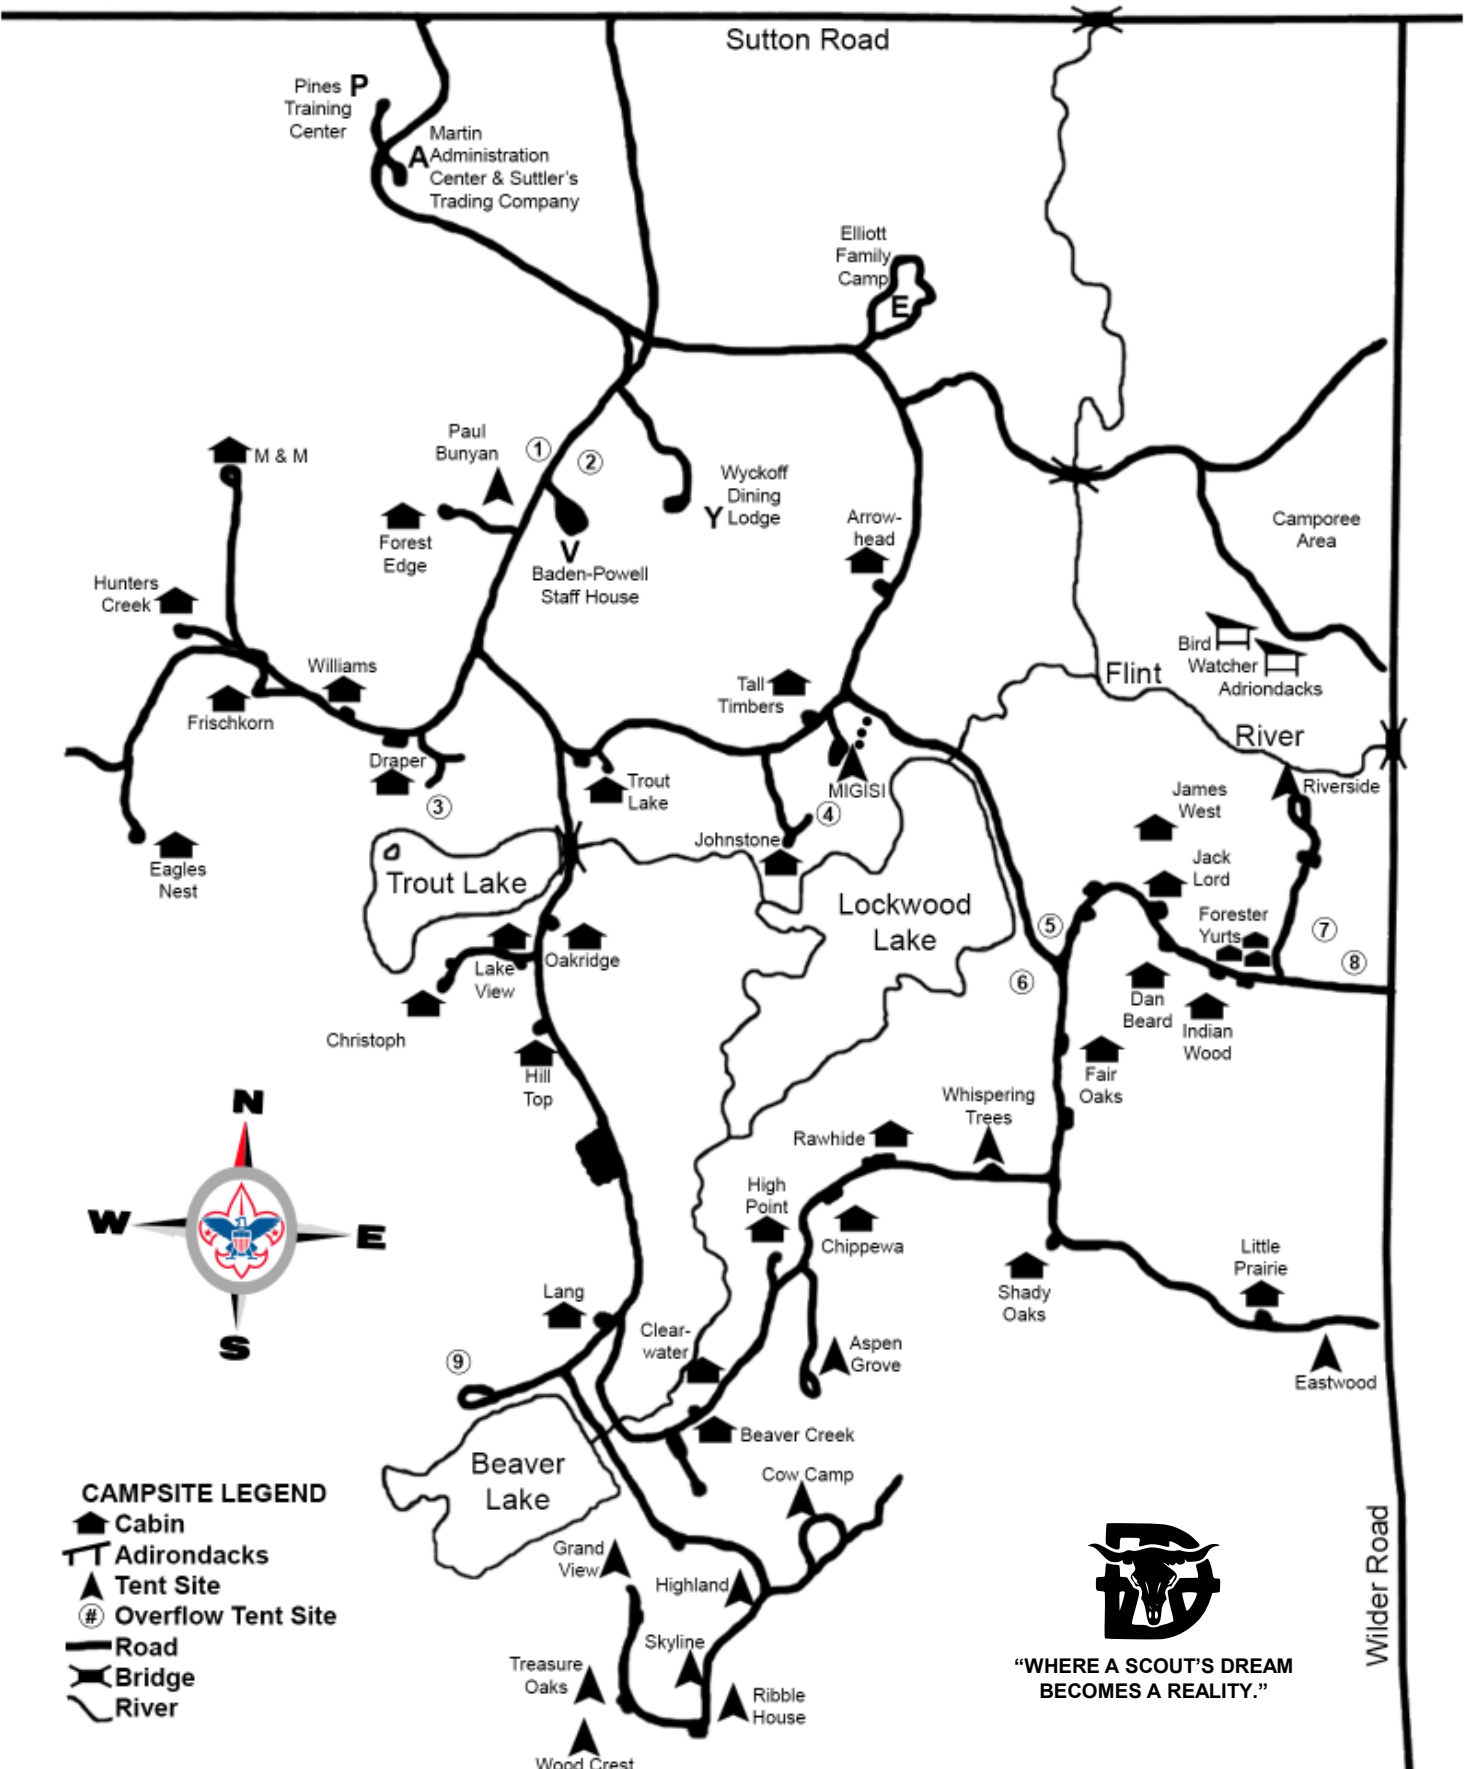 Sutton Road
Pines P
Training
Center
Martin
A Administration
Center & Suttler's
Trading Company
Elliott
Family
Camp
E
Paul
Bunyan
1
2
M & M
Wyckoff
Dining
Y Lodge
Forest
Edge
V
Baden-Powell
Staff House
Arrow-
head
Camporee
Area
Hunters
Creek
Williams
Frischkorn
Tall
Timbers
Bird
Watcher
Adriondacks
Flint
River
Draper
3
Trout
Lake
MIGISI
4
Johnstone
James
West
Riverside
Eagles
Nest
Trout Lake
Lockwood
Lake
Jack
Lord
Forester
Yurts
5
6
7
8
Lake
View
Oakridge
Christoph
Dan
Beard
Indian
Wood
Hill
Top
Fair
Oaks
Whispering
Trees
Rawhide
N
W
E
S
High
Point
Chippewa
Shady
Oaks
Little
Prairie
Lang
Clear-
water
Aspen
Grove
Eastwood
9
Beaver Creek
Beaver
Lake
Cow Camp
Grand
View
Highland
Skyline
Treasure
Oaks
Ribble
House
Wood Crest
CAMPSITE LEGEND
Cabin
Adirondacks
Tent Site
# Overflow Tent Site
Road
Bridge
River
D
A
“WHERE A SCOUT'S DREAM
BECOMES A REALITY.”
Wilder Road